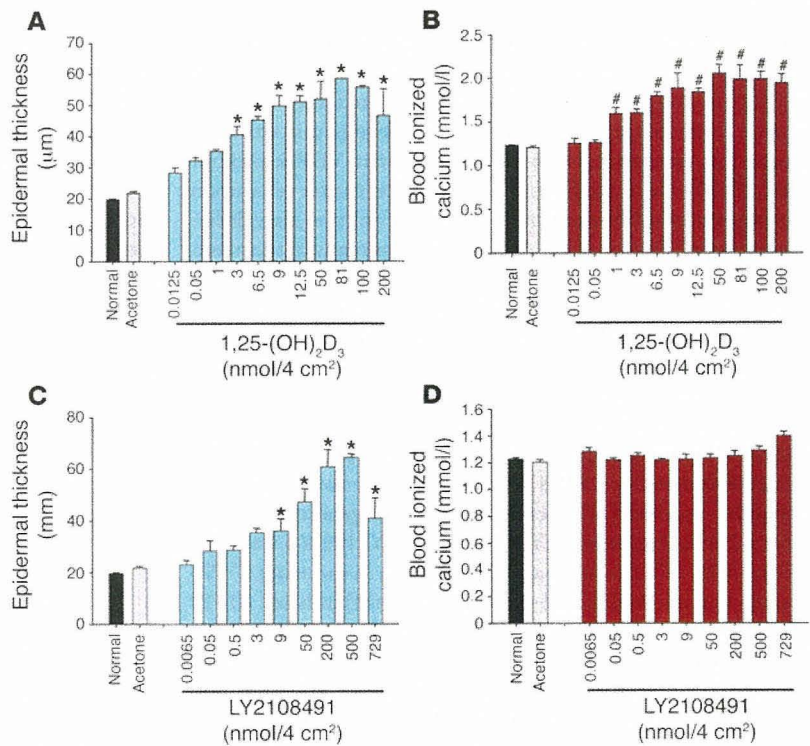 A
Epidermal thickness
(μm)
70
60
50
40
30
20
10
0
* * * * * * * * *
Normal
Acetone
0.0125
0.05
1
3
6.5
9
12.5
50
81
100
200
1,25-(OH)₂D₃
(nmol/4 cm²)
B
Blood ionized
calcium (mmol/l)
2.5
2.0
1.5
1.0
0.5
0
# # # # # # # # #
Normal
Acetone
0.0125
0.05
1
3
6.5
9
12.5
50
81
100
200
1,25-(OH)₂D₃
(nmol/4 cm²)
C
Epidermal thickness
(mm)
80
60
40
20
0
* * * * *
Normal
Acetone
0.0065
0.05
0.5
3
9
50
200
500
729
LY2108491
(nmol/4 cm²)
D
Blood ionized
calcium (mmol/l)
1.6
1.4
1.2
1.0
0.8
0.6
0.4
0.2
0
Normal
Acetone
0.0065
0.05
0.5
3
9
50
200
500
729
LY2108491
(nmol/4 cm²)